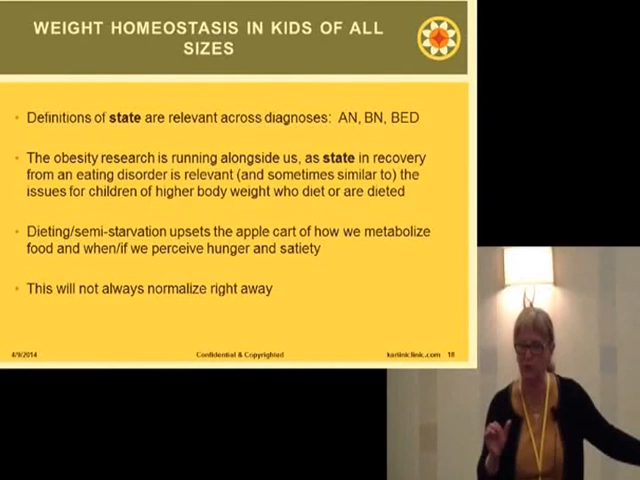 WEIGHT HOMEOSTASIS IN KIDS OF ALL
SIZES
Definitions of state are relevant across diagnoses: AN, BN, BED
The obesity research is running alongside us, as state in recovery
from an eating disorder is relevant (and sometimes similar to) the
issues for children of higher body weight who diet or are dieted
Dieting/semi-starvation upsets the apple cart of how we metabolize
food and when/if we perceive hunger and satiety
This will not always normalize right away
4/9/2014 Confidential & Copyrighted kartiniclinic.com 18